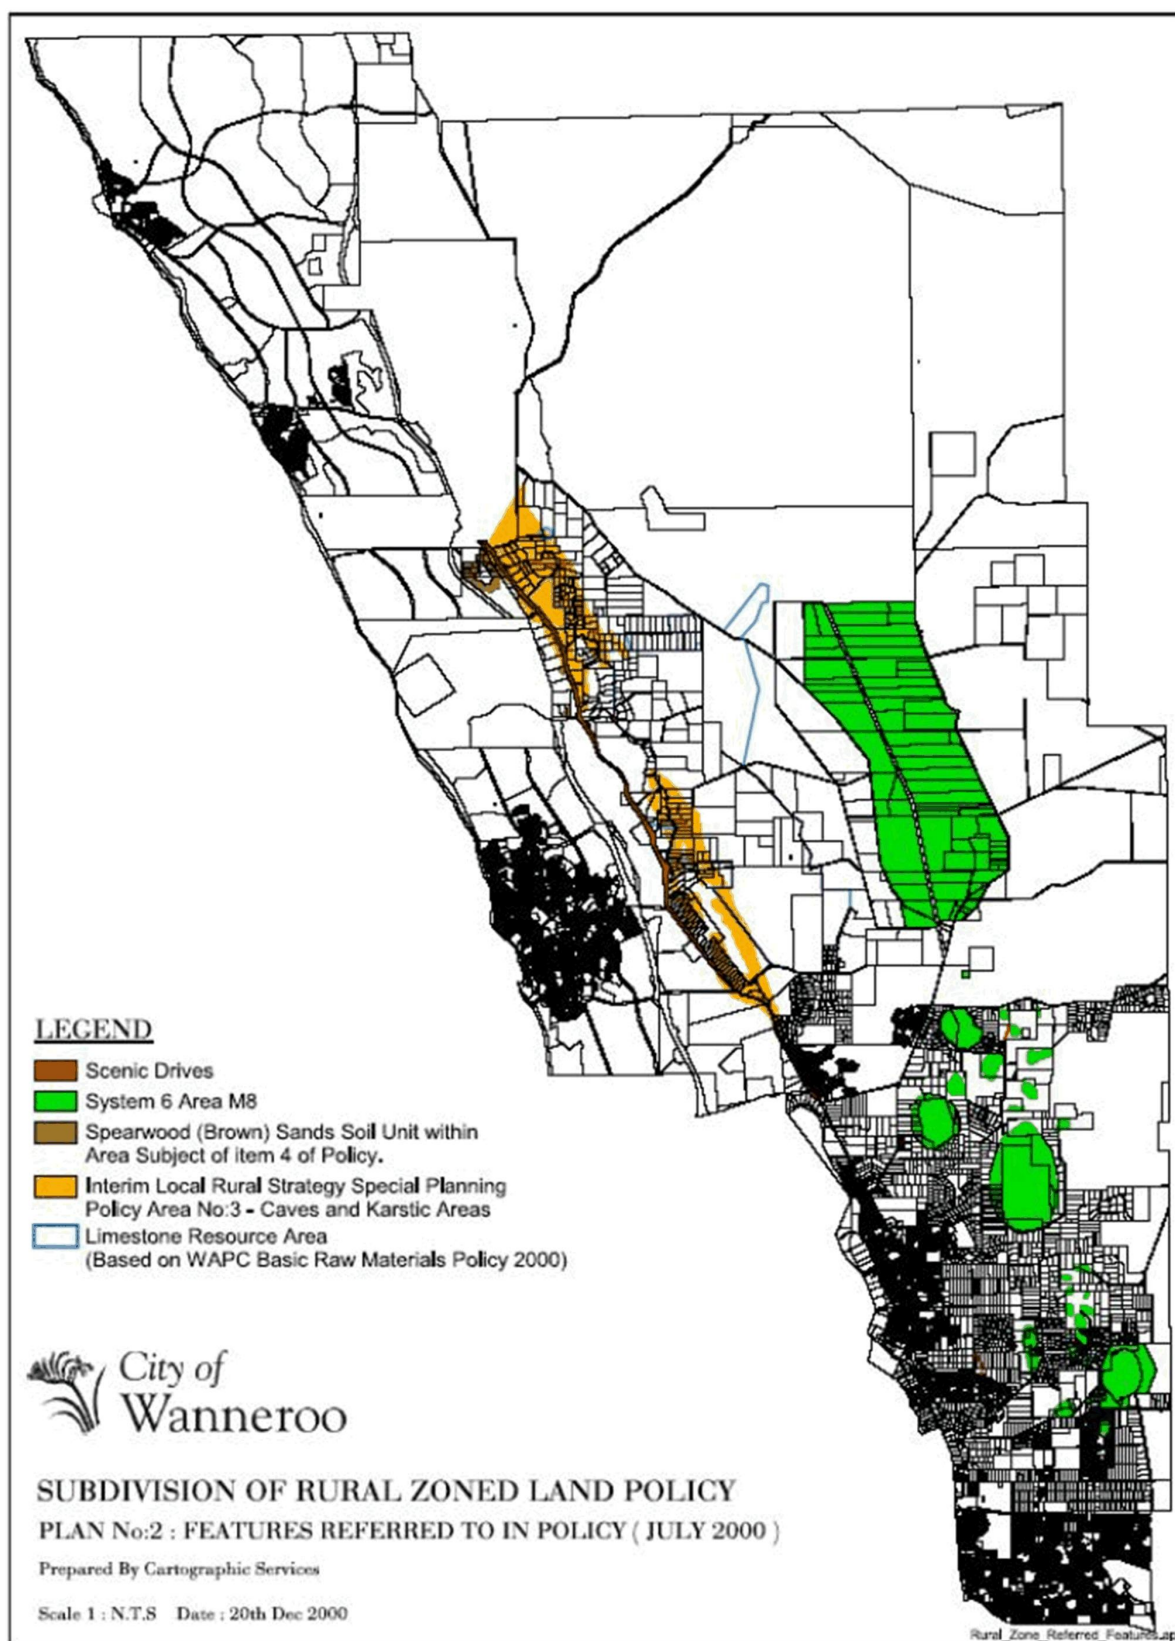 LEGEND
Scenic Drives
System 6 Area M8
Spearwood (Brown) Sands Soil Unit within
Area Subject of item 4 of Policy.
Interim Local Rural Strategy Special Planning
Policy Area No:3 - Caves and Karstic Areas
Limestone Resource Area
(Based on WAPC Basic Raw Materials Policy 2000)
City of
Wanneroo
SUBDIVISION OF RURAL ZONED LAND POLICY
PLAN No:2 : FEATURES REFERRED TO IN POLICY ( JULY 2000 )
Prepared By Cartographic Services
Scale 1 : N.T.S Date : 20th Dec 2000
Rural_Zone_Referred_Features.ap